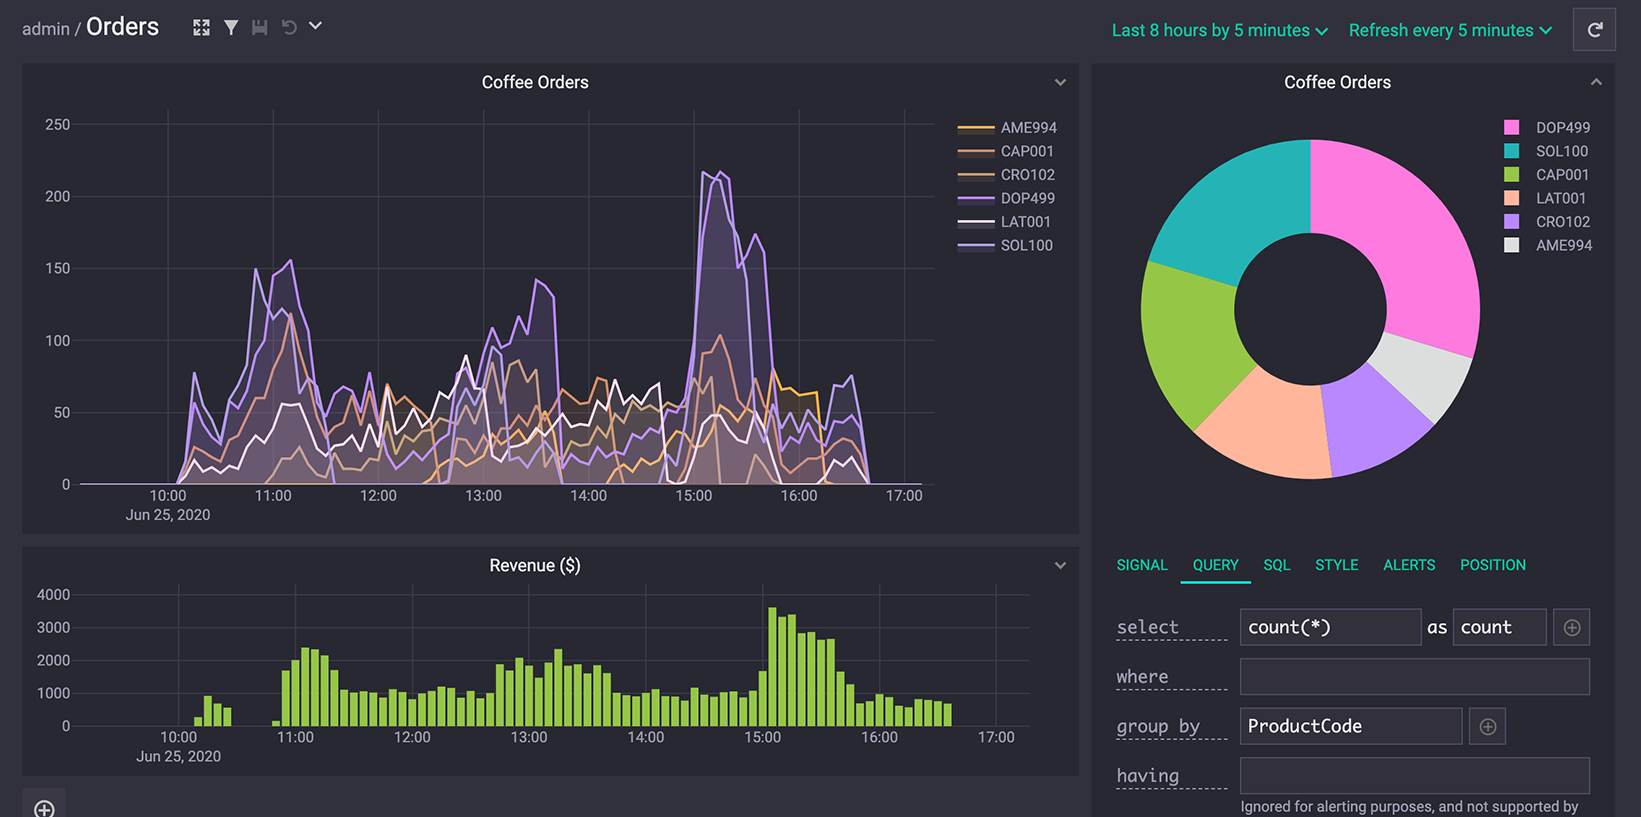 admin / Orders
Last 8 hours by 5 minutes
Refresh every 5 minutes
Coffee Orders
250
200
150
100
50
0
10:00 11:00 12:00 13:00 14:00 15:00 16:00 17:00
Jun 25, 2020
AME994
CAP001
CRO102
DOP499
LAT001
SOL100
Revenue ($)
4000
3000
2000
1000
0
10:00 11:00 12:00 13:00 14:00 15:00 16:00 17:00
Jun 25, 2020
Coffee Orders
DOP499
SOL100
CAP001
LAT001
CRO102
AME994
SIGNAL QUERY SQL STYLE ALERTS POSITION
select count(*) as count
where
group by ProductCode
having
Ignored for alerting purposes, and not supported by